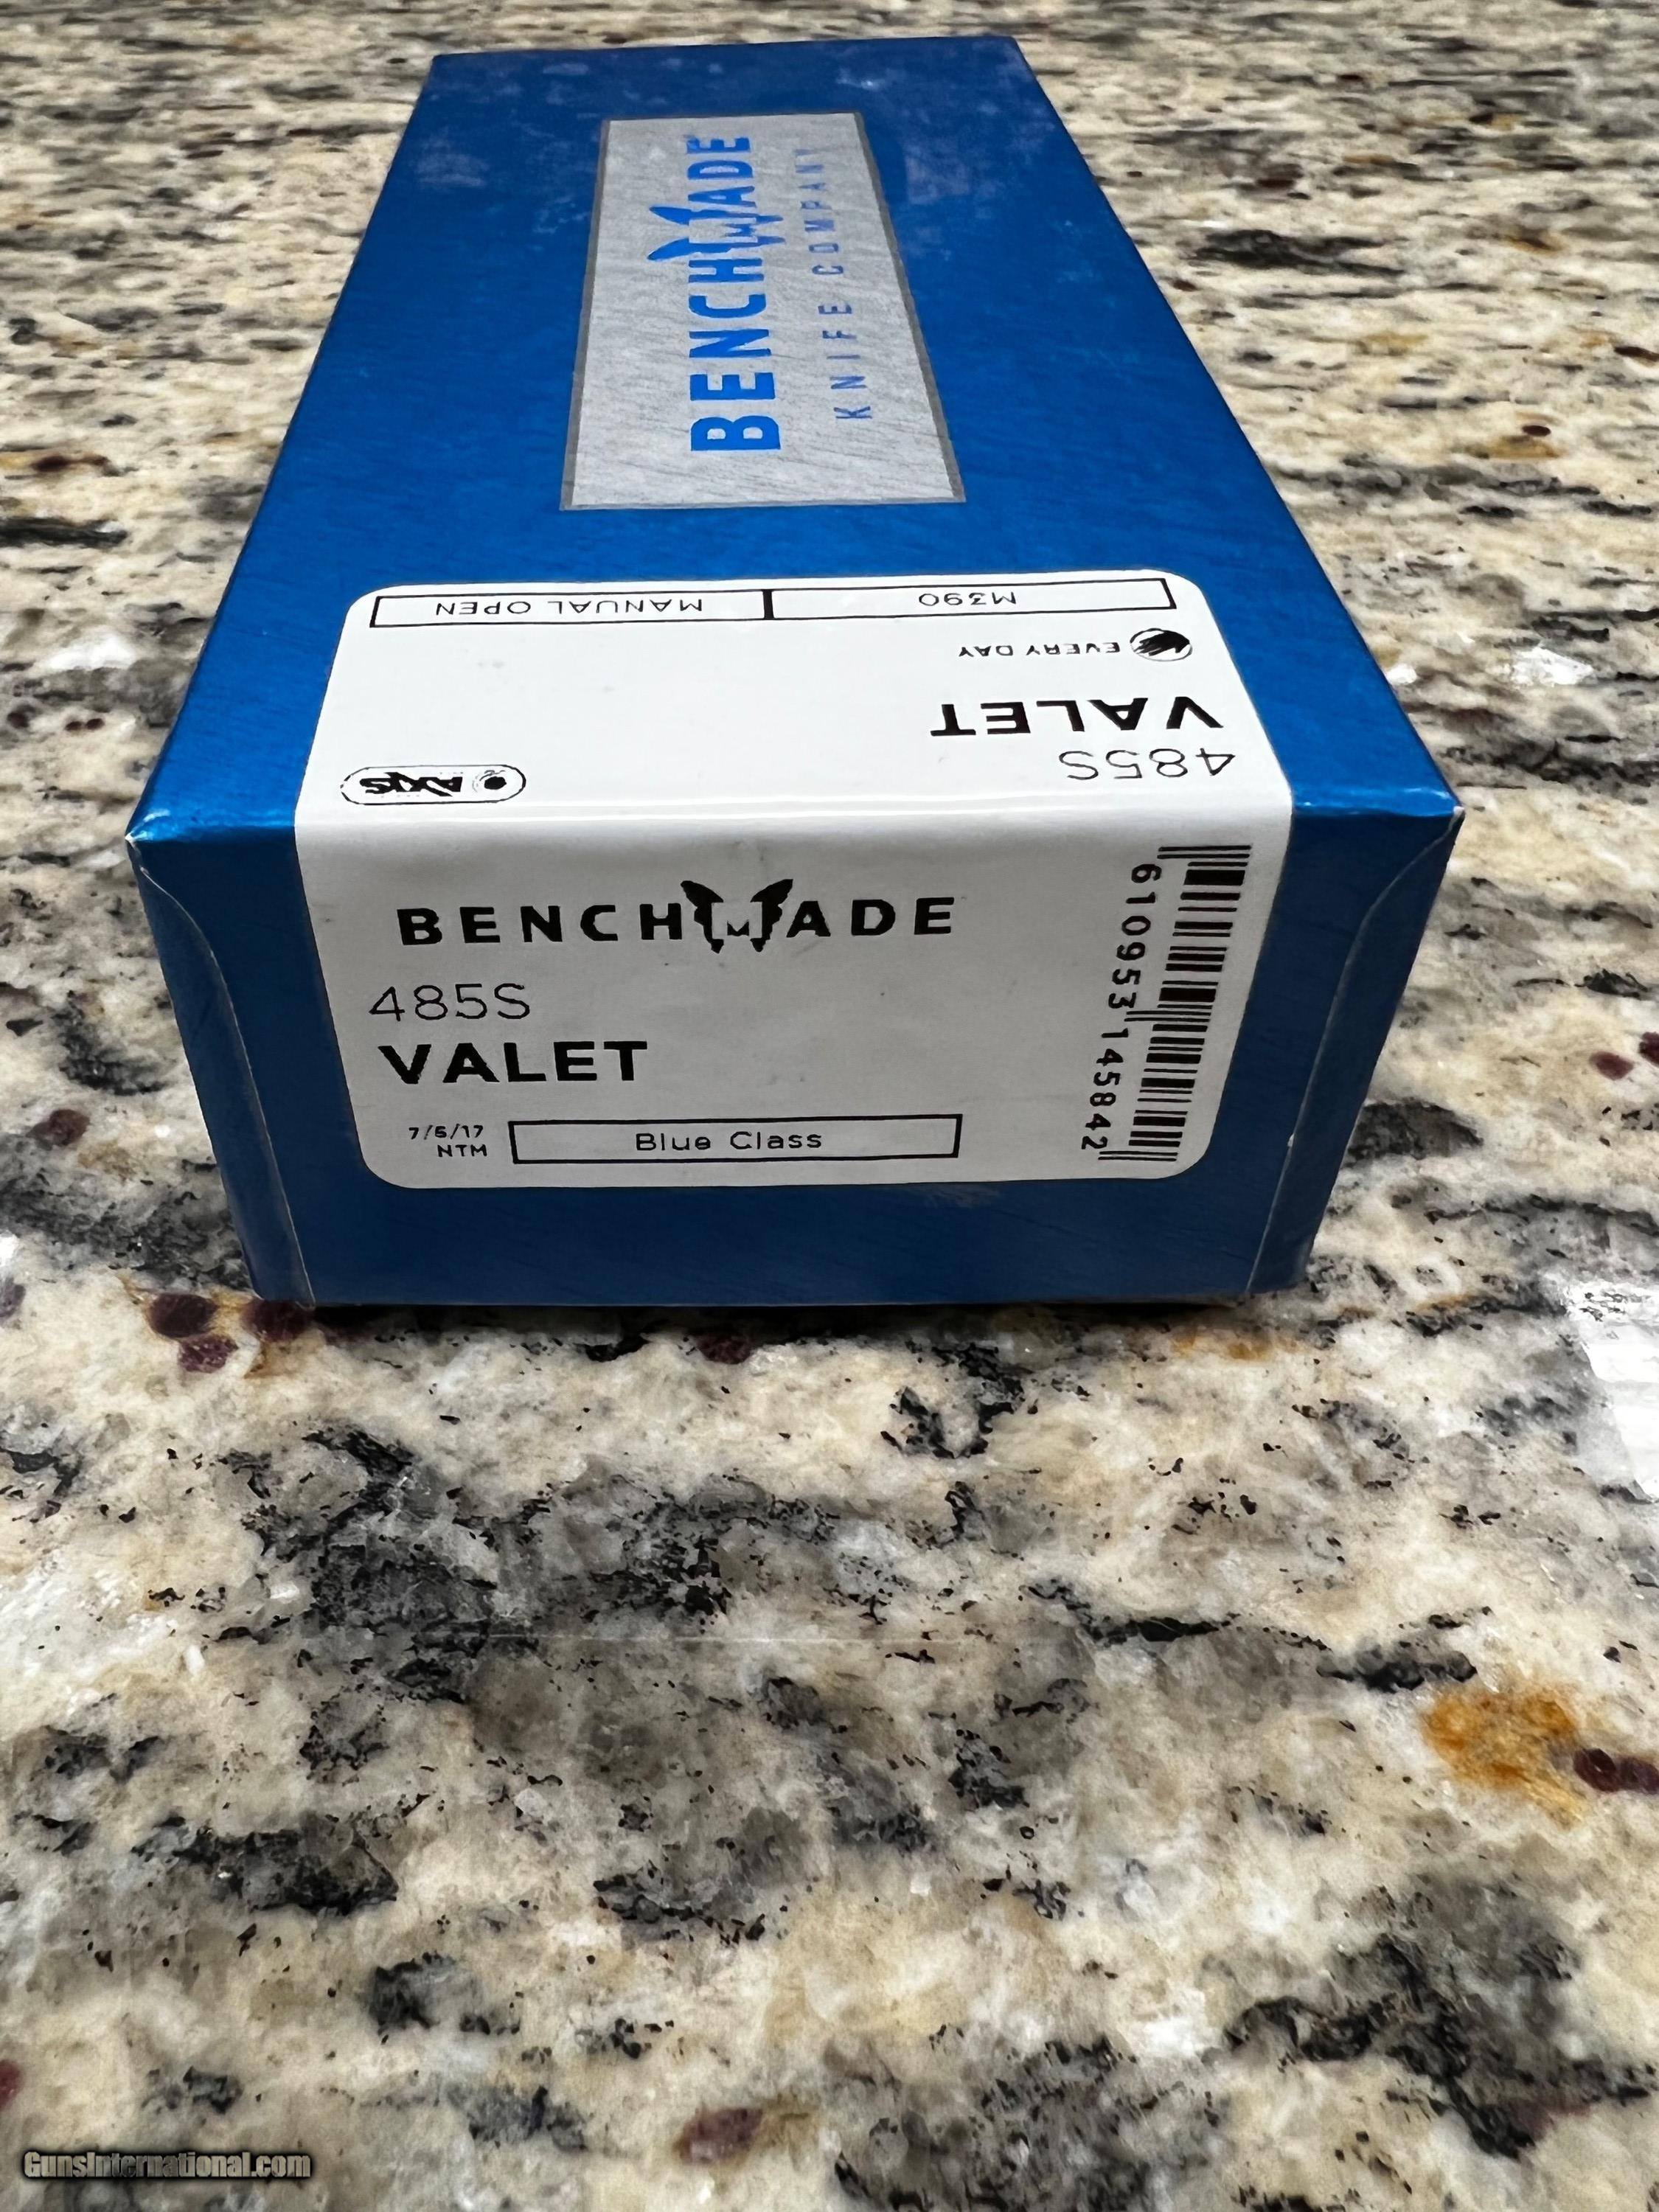 BENCHMADE
KNIFE COMPANY
M390
MANUAL OPEN
EVERY DAY
VALET
485S
AXIS
BENCHMADE
485S
VALET
7/6/17
NTM
Blue Class
610953145842
GunsInternational.com